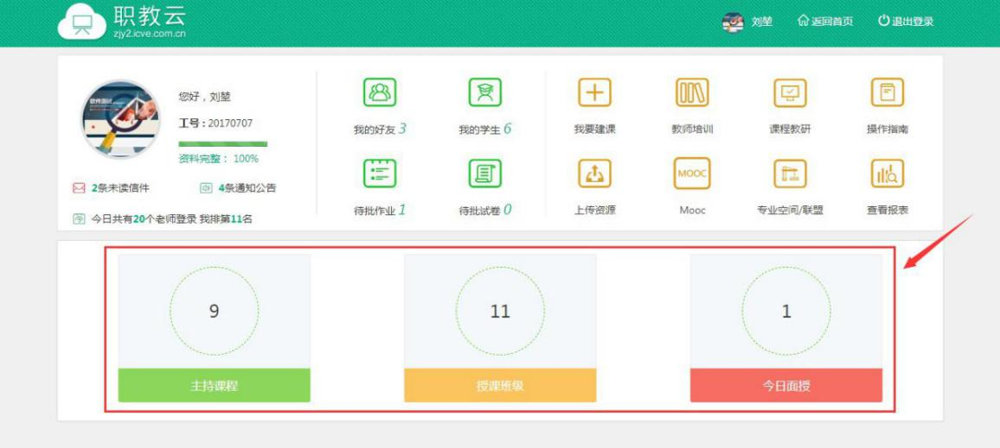 职教云
zjy2.icve.com.cn
刘堃
返回首页
退出登录
软件测试
您好，刘堃
工号：20170707
资料完整： 100%
2条未读信件
4条通知公告
今日共有20个老师登录 我排第11名
我的好友 3
我的学生 6
我要建课
教师培训
课程教研
操作指南
MOOC
待批作业 1
待批试卷 0
上传资源
Mooc
专业空间/联盟
查看报表
9
11
1
主持课程
授课班级
今日面授